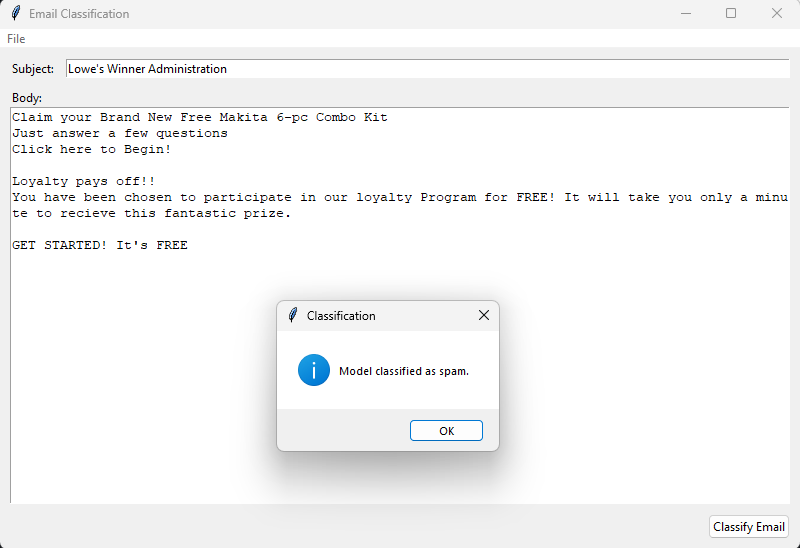 Email Classification
File
Subject: Lowe's Winner Administration
Body:
Claim your Brand New Free Makita 6-pc Combo Kit
Just answer a few questions
Click here to Begin!
Loyalty pays off!!
You have been chosen to participate in our loyalty Program for FREE! It will take you only a minu
te to recieve this fantastic prize.
GET STARTED! It's FREE
Classification
Model classified as spam.
OK
Classify Email